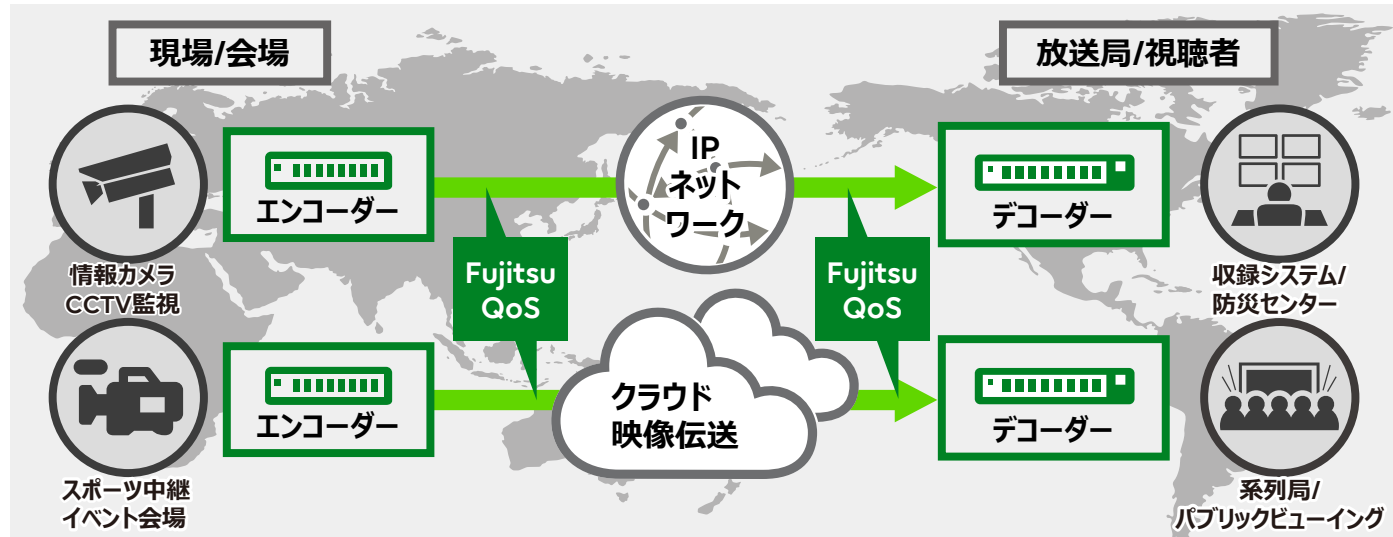 現場/会場
放送局/視聴者
エンコーダー
IP
ネット
ワーク
デコーダー
情報カメラ
CCTV監視
Fujitsu
QoS
Fujitsu
QoS
収録システム/
防災センター
エンコーダー
クラウド
映像伝送
デコーダー
スポーツ中継
イベント会場
系列局/
パブリックビューイング